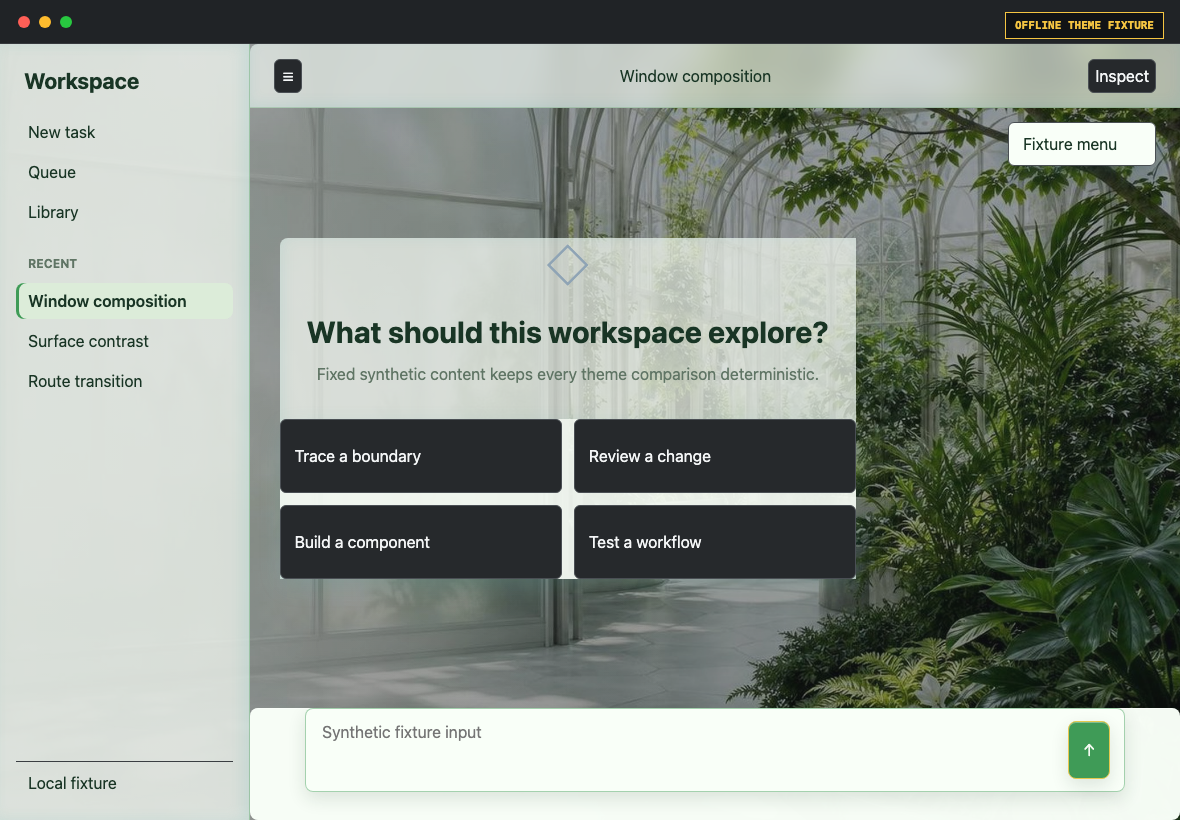 OFFLINE THEME FIXTURE
Workspace
New task
Queue
Library
RECENT
Window composition
Surface contrast
Route transition
Local fixture
Window composition
Inspect
Fixture menu
What should this workspace explore?
Fixed synthetic content keeps every theme comparison deterministic.
Trace a boundary
Review a change
Build a component
Test a workflow
Synthetic fixture input